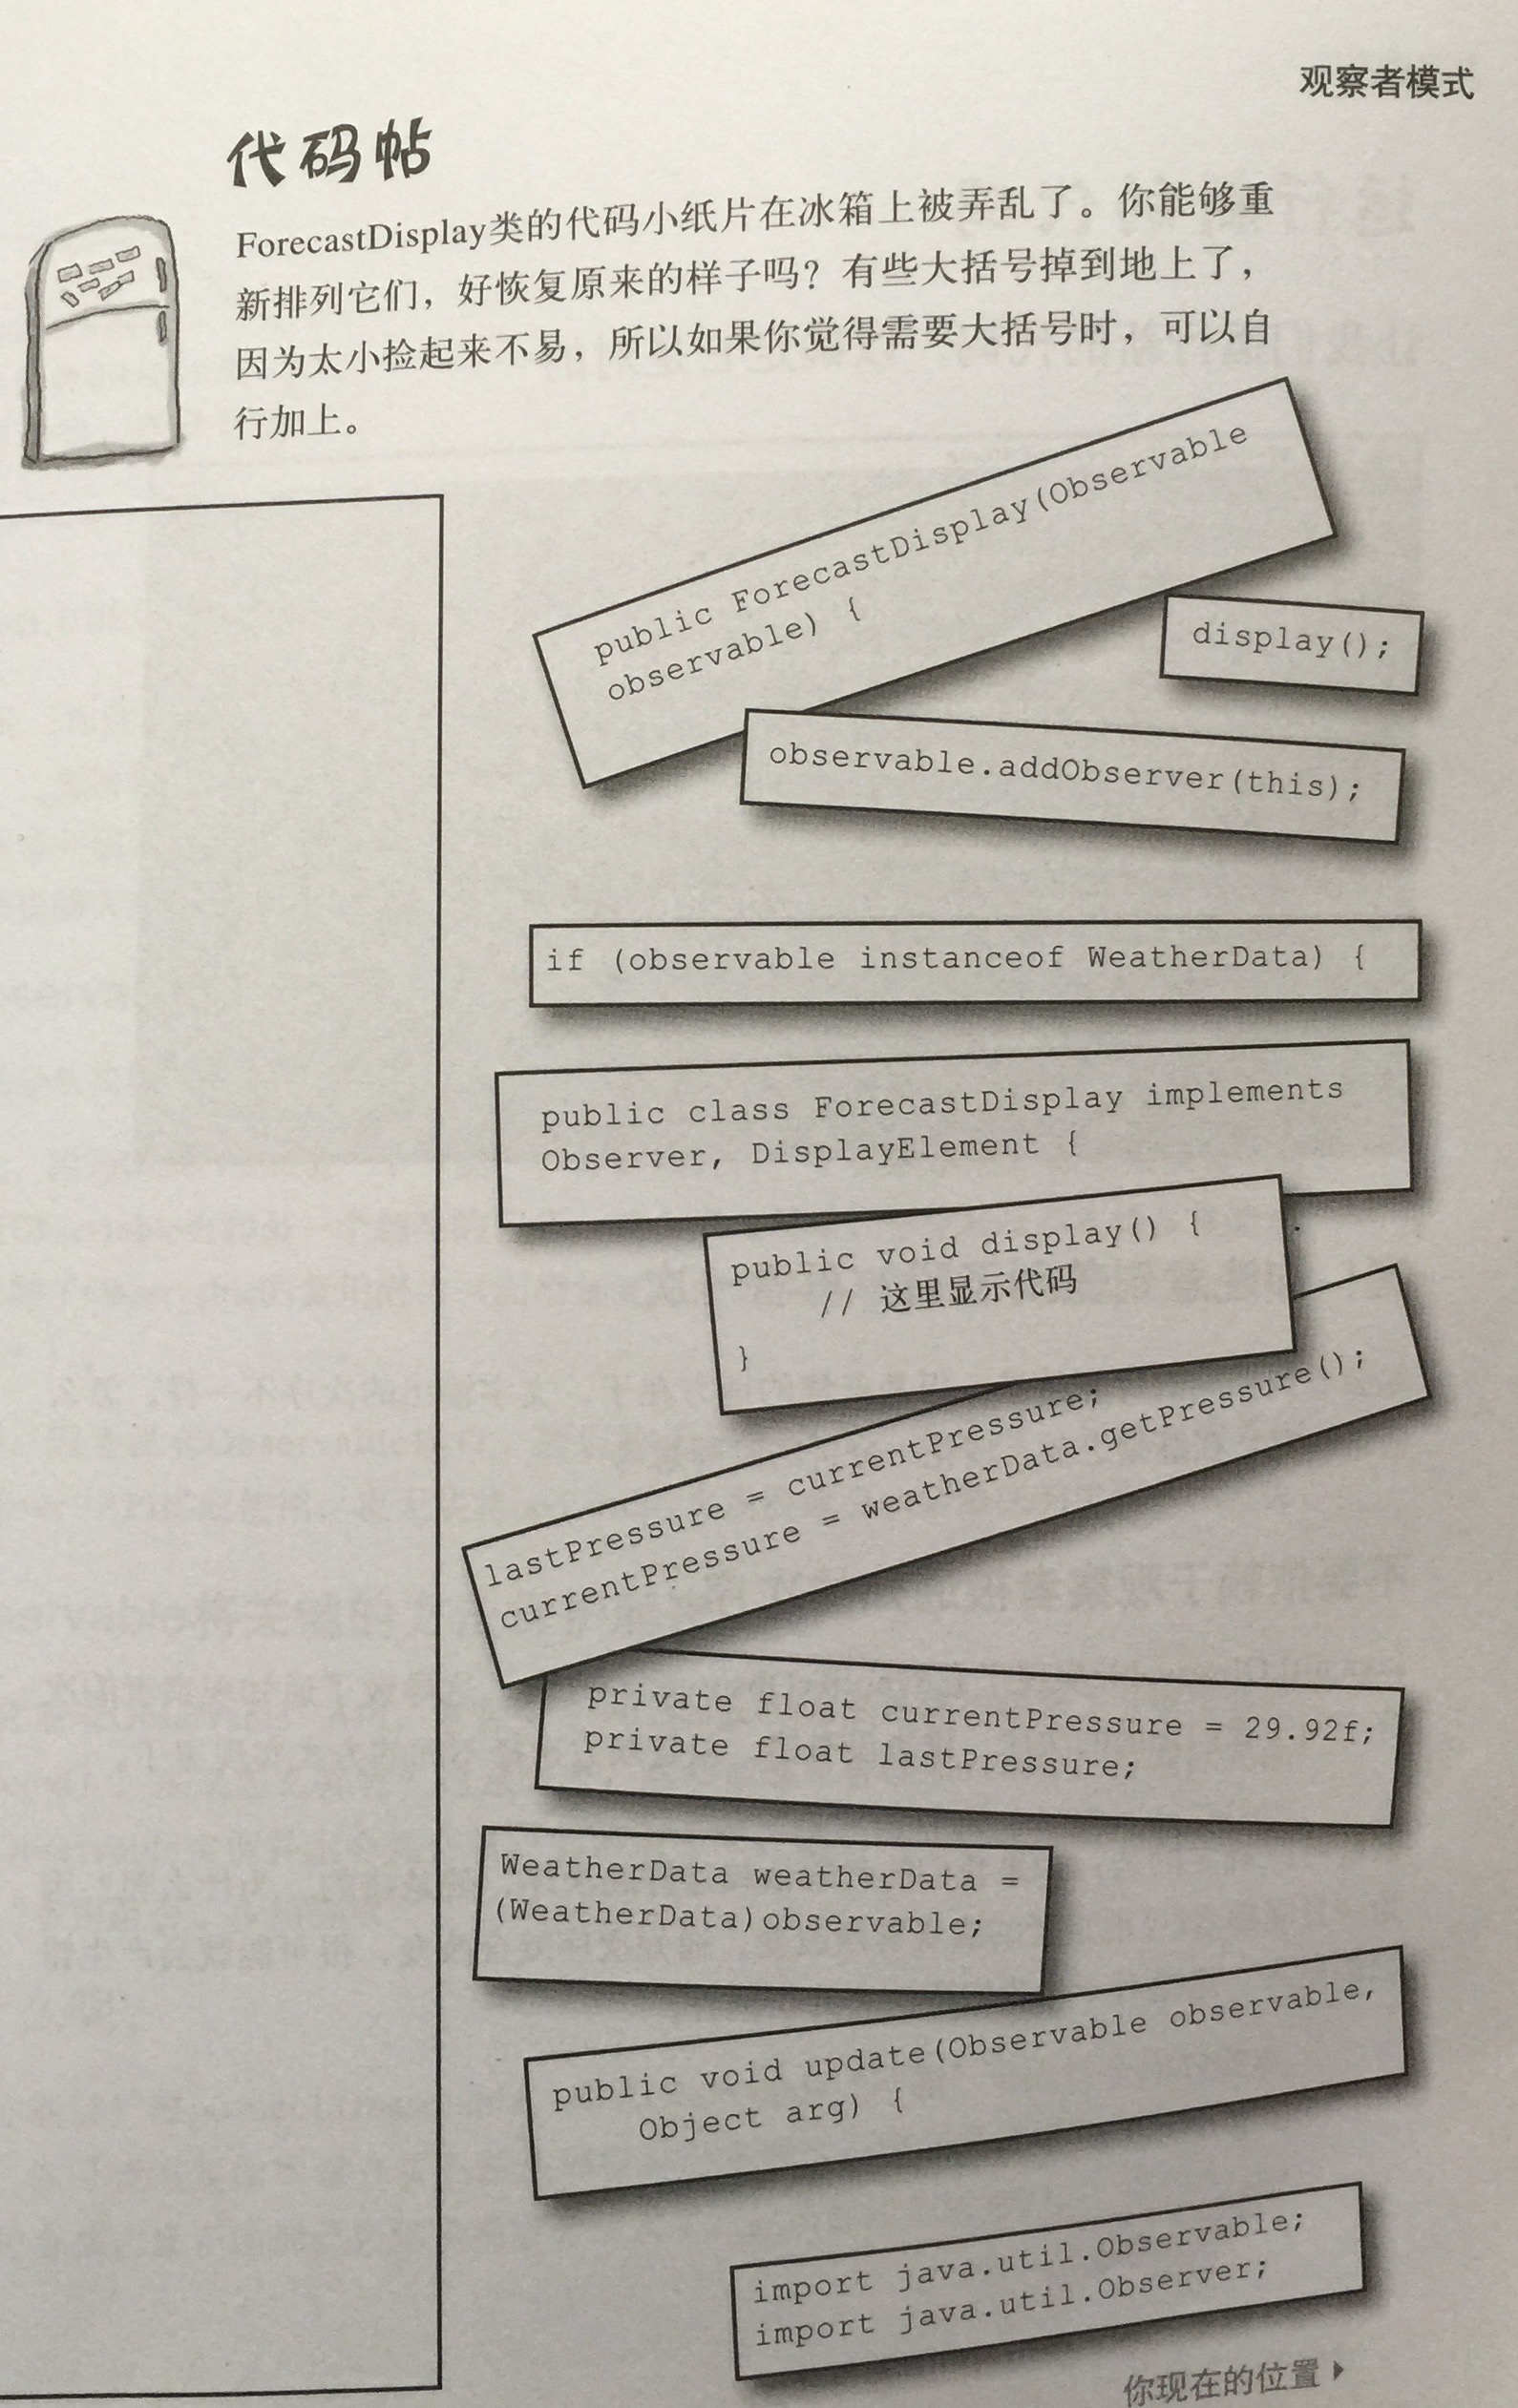 观察者模式
代码帖
ForecastDisplay类的代码小纸片在冰箱上被弄乱了。你能够重
新排列它们，好恢复原来的样子吗？有些大括号掉到地上了，
因为太小捡起来不易，所以如果你觉得需要大括号时，可以自
行加上。
public ForecastDisplay(Observable
observable) {
display();
observable.addObserver(this);
if (observable instanceof WeatherData) {
public class ForecastDisplay implements
Observer, DisplayElement {
public void display() {
// 这里显示代码
}
lastPressure = currentPressure;
currentPressure = weatherData.getPressure();
private float currentPressure = 29.92f;
private float lastPressure;
WeatherData weatherData =
(WeatherData)observable;
public void update(Observable observable,
Object arg) {
import java.util.Observable;
import java.util.Observer;
你现在的位置